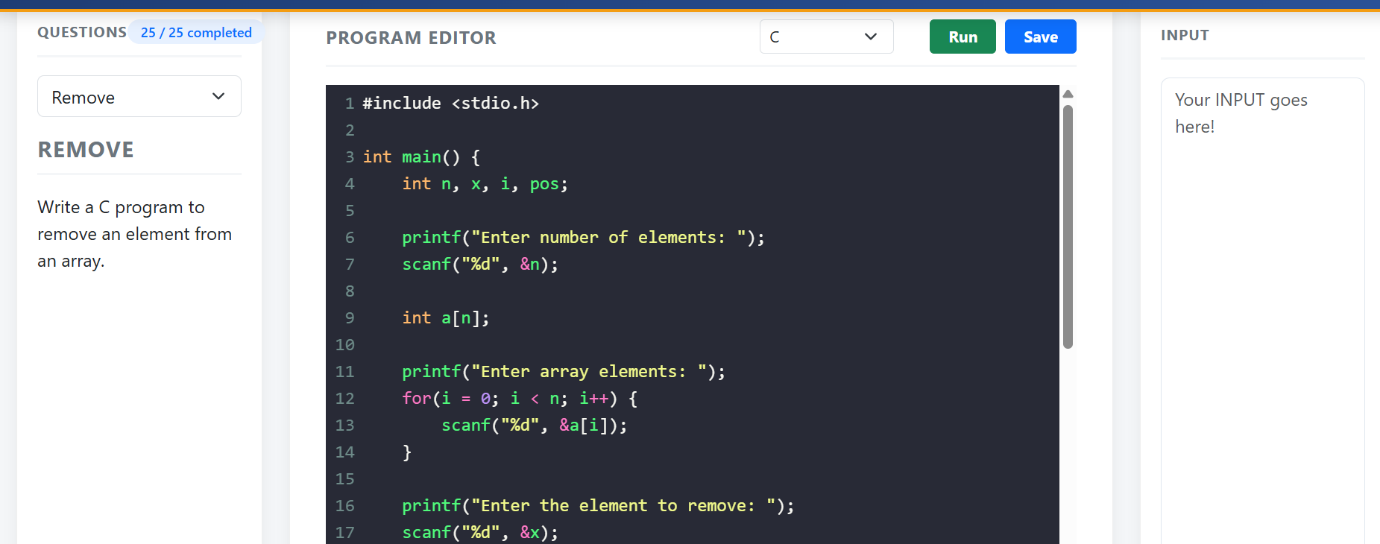 QUESTIONS 25 / 25 completed
Remove
REMOVE
Write a C program to
remove an element from
an array.
PROGRAM EDITOR C Run Save
1 #include <stdio.h>
2
3 int main() {
4     int n, x, i, pos;
5
6     printf("Enter number of elements: ");
7     scanf("%d", &n);
8
9     int a[n];
10
11     printf("Enter array elements: ");
12     for(i = 0; i < n; i++) {
13         scanf("%d", &a[i]);
14     }
15
16     printf("Enter the element to remove: ");
17     scanf("%d", &x);
INPUT
Your INPUT goes
here!